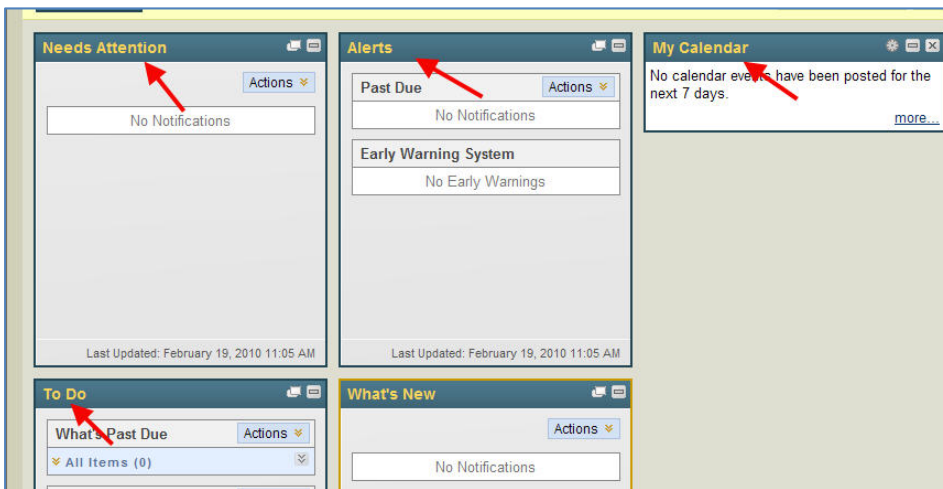 Needs Attention
Actions
No Notifications
Last Updated: February 19, 2010 11:05 AM
Alerts
Past Due
Actions
No Notifications
Early Warning System
No Early Warnings
Last Updated: February 19, 2010 11:05 AM
My Calendar
No calendar events have been posted for the
next 7 days.
more...
To Do
What's Past Due
Actions
All Items (0)
What's New
Actions
No Notifications